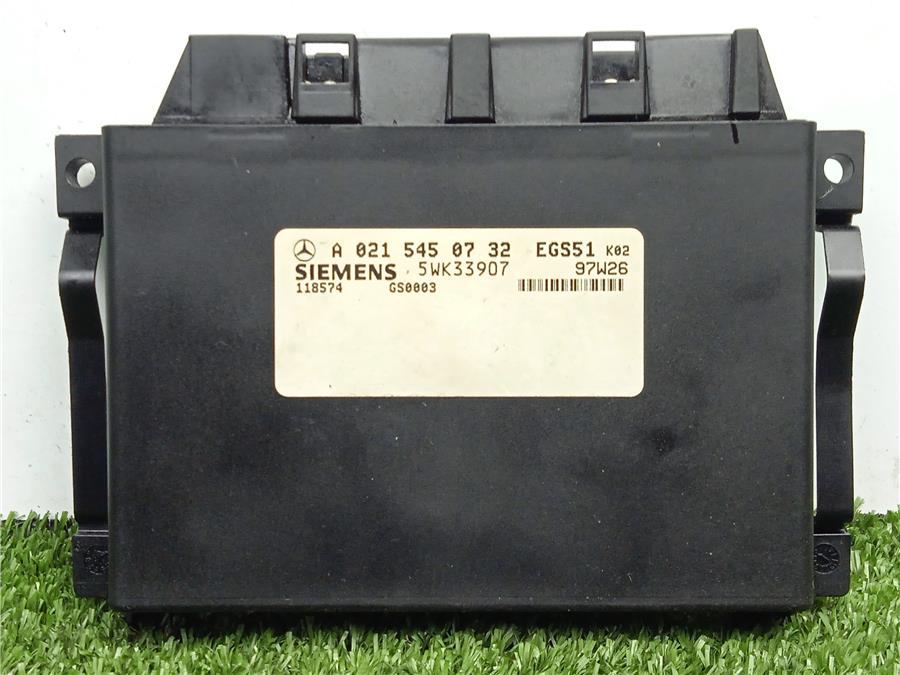 A 021 545 07 32 EGS51 K02
SIEMENS 5WK33907 97W26
118574 GS0003